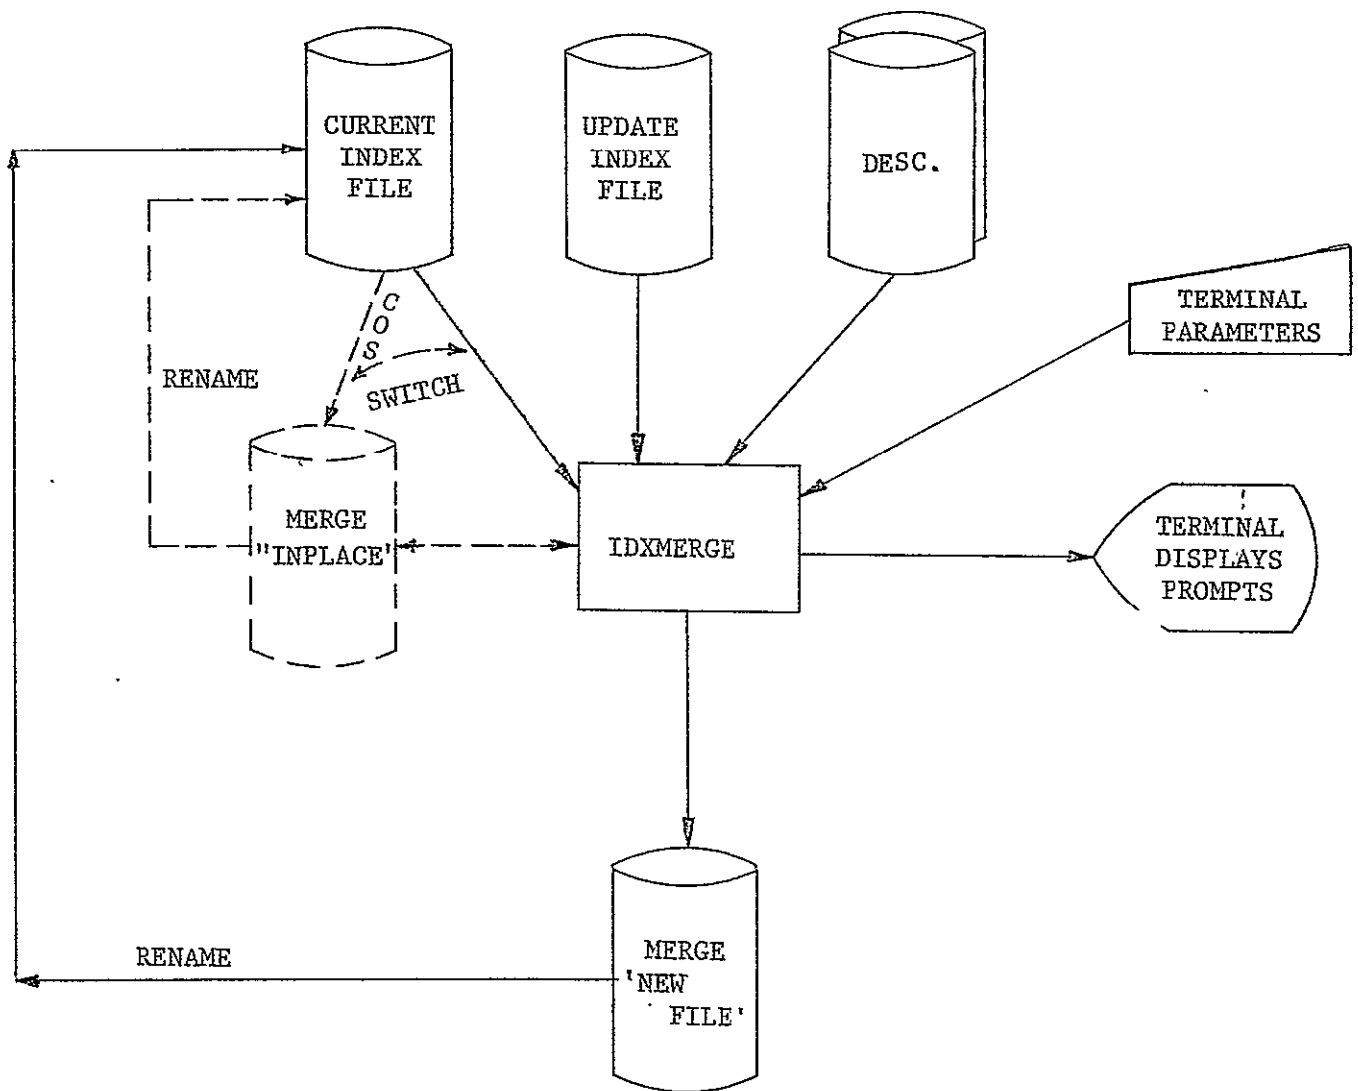 CURRENT
INDEX
FILE
UPDATE
INDEX
FILE
DESC.
TERMINAL
PARAMETERS
COS
SWITCH
RENAME
MERGE
"INPLACE"
IDXMERGE
TERMINAL
DISPLAYS
PROMPTS
RENAME
MERGE
'NEW
FILE'